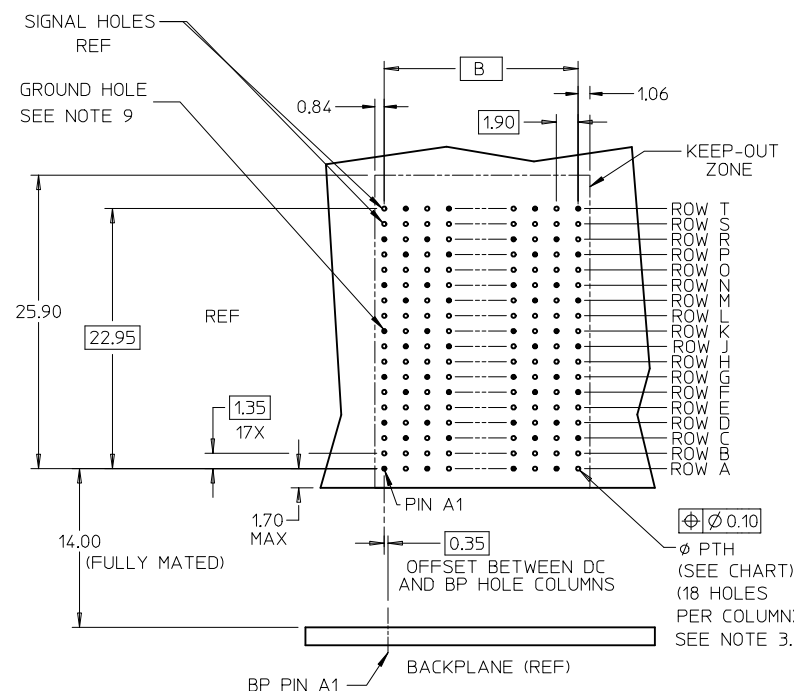 SIGNAL HOLES
REF
GROUND HOLE
SEE NOTE 9
B
0.84
1.06
1.90
KEEP-OUT
ZONE
ROW T
ROW S
ROW R
ROW P
ROW O
ROW N
ROW M
ROW L
ROW K
ROW J
ROW H
ROW G
ROW F
ROW E
ROW D
ROW C
ROW B
ROW A
25.90
22.95
REF
1.35
17X
PIN A1
1.70
MAX
14.00
(FULLY MATED)
0.35
OFFSET BETWEEN DC
AND BP HOLE COLUMNS
⌖ Ø 0.10
Ø PTH
(SEE CHART)
(18 HOLES
PER COLUMN)
SEE NOTE 3.
BACKPLANE (REF)
BP PIN A1